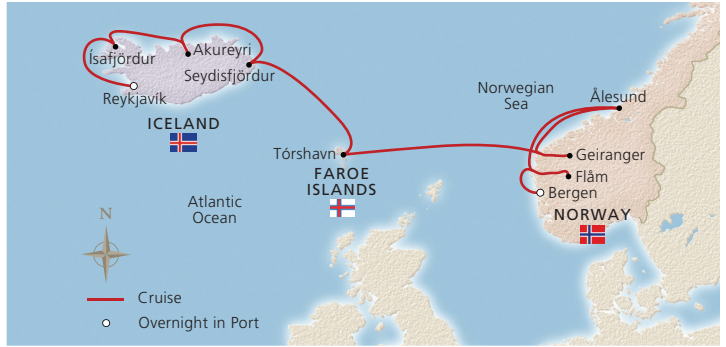 Ísafjördur
Akureyri
Seydisfjördur
Reykjavík
ICELAND
Norwegian
Sea
Ålesund
Tórshavn
Geiranger
FAROE
ISLANDS
Flåm
Bergen
NORWAY
Atlantic
Ocean
N
Cruise
Overnight in Port